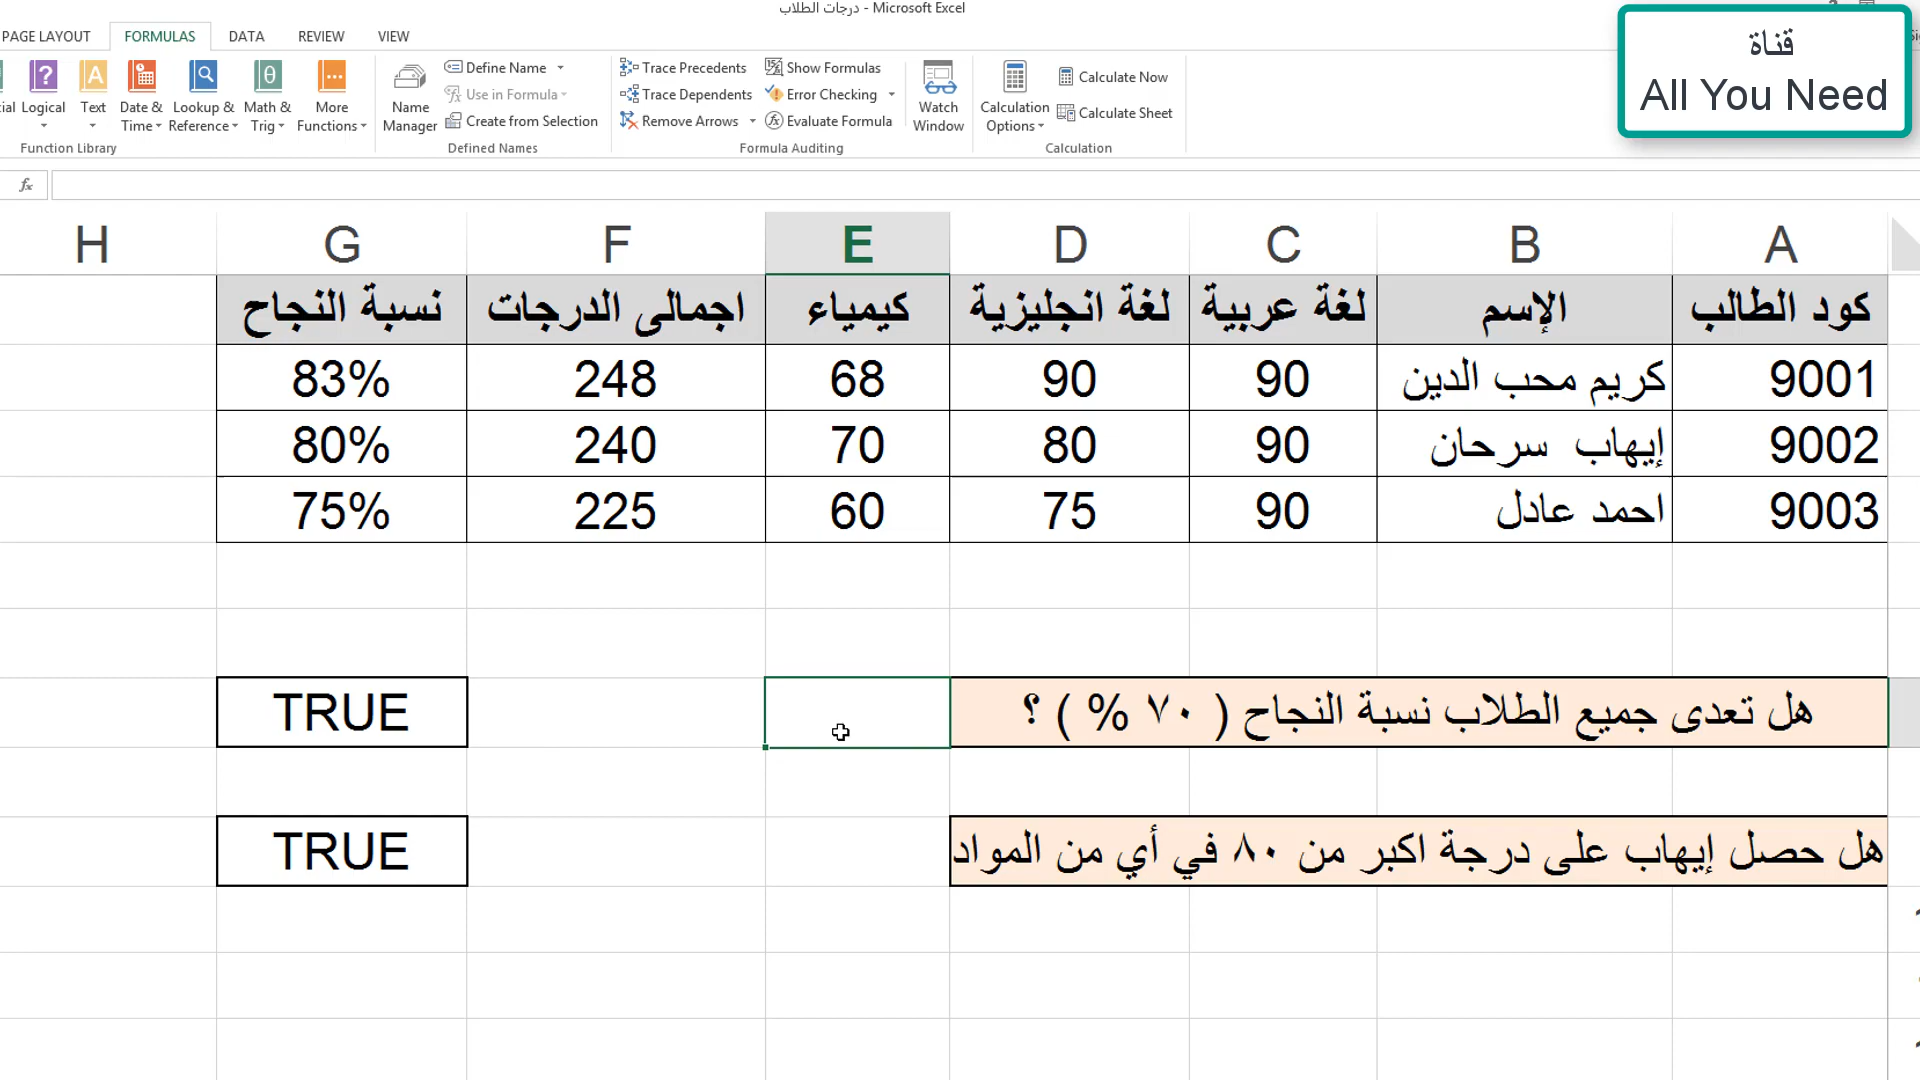 درجات الطلاب - Microsoft Excel
PAGE LAYOUT FORMULAS DATA REVIEW VIEW
قناة
All You Need
Logical
Text
Date & Time
Lookup & Reference
Math & Trig
More Functions
Function Library
Name Manager
Define Name
Use in Formula
Create from Selection
Defined Names
Trace Precedents
Trace Dependents
Remove Arrows
Show Formulas
Error Checking
Evaluate Formula
Formula Auditing
Watch Window
Calculation Options
Calculate Now
Calculate Sheet
Calculation
fx
A B C D E F G H
كود الطالب الإسم لغة عربية لغة انجليزية كيمياء اجمالى الدرجات نسبة النجاح
9001 كريم محب الدين 90 90 68 248 83%
9002 إيهاب سرحان 90 80 70 240 80%
9003 احمد عادل 90 75 60 225 75%
هل تعدى جميع الطلاب نسبة النجاح ( ٧٠ % ) ؟ TRUE
هل حصل إيهاب على درجة اكبر من ٨٠ في أي من المواد TRUE